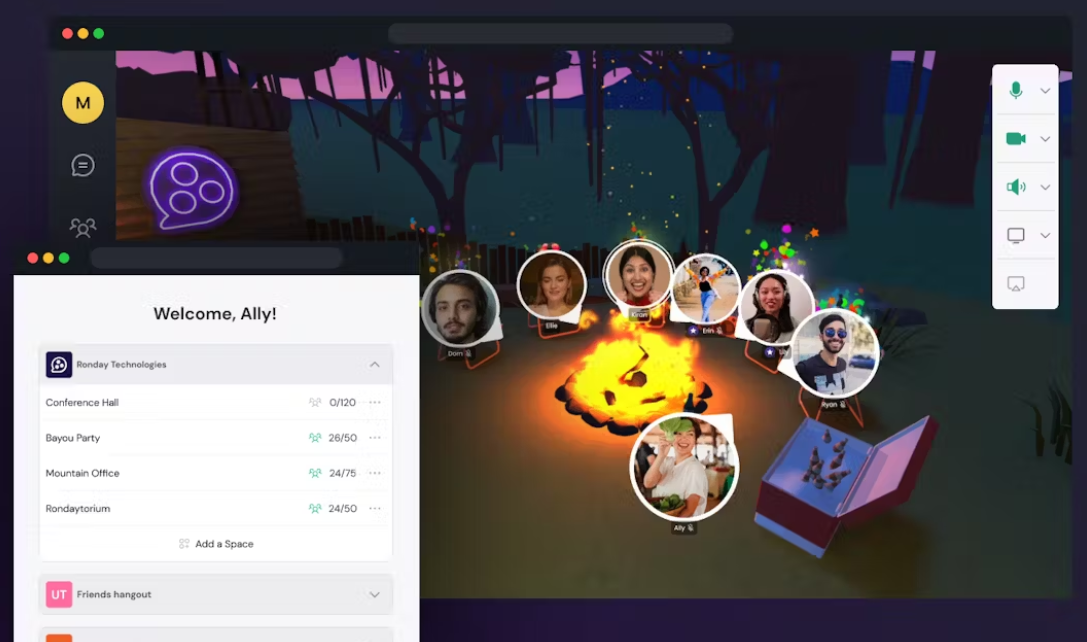 M
Welcome, Ally!
Ronday Technologies
Conference Hall 0/120
Bayou Party 26/50
Mountain Office 24/75
Rondaytorium 24/50
Add a Space
UT Friends hangout
Dom
Ellie
Kiran
Erin
Ryan
Ally